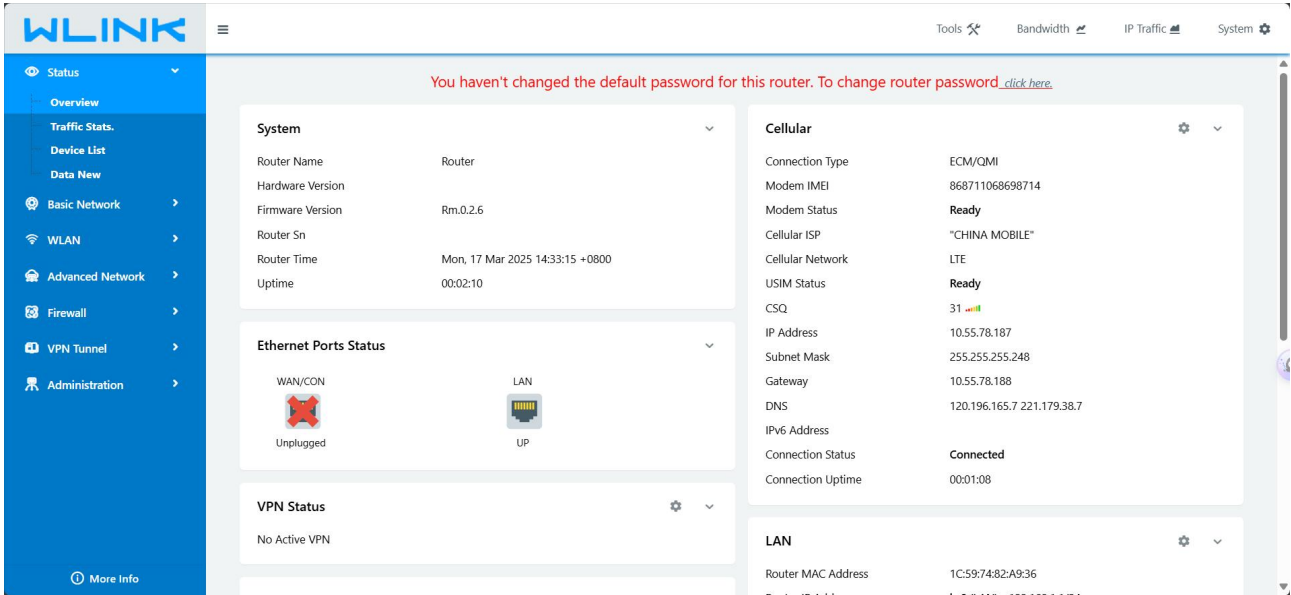 WLINK
Tools Bandwidth IP Traffic System
Status
Overview
Traffic Stats.
Device List
Data New
Basic Network
WLAN
Advanced Network
Firewall
VPN Tunnel
Administration
More Info
You haven't changed the default password for this router. To change router password click here.
System
Router Name Router
Hardware Version
Firmware Version Rm.0.2.6
Router Sn
Router Time Mon, 17 Mar 2025 14:33:15 +0800
Uptime 00:02:10
Ethernet Ports Status
WAN/CON LAN
Unplugged UP
VPN Status
No Active VPN
Cellular
Connection Type ECM/QMI
Modem IMEI 868711068698714
Modem Status Ready
Cellular ISP "CHINA MOBILE"
Cellular Network LTE
USIM Status Ready
CSQ 31
IP Address 10.55.78.187
Subnet Mask 255.255.255.248
Gateway 10.55.78.188
DNS 120.196.165.7 221.179.38.7
IPv6 Address
Connection Status Connected
Connection Uptime 00:01:08
LAN
Router MAC Address 1C:59:74:82:A9:36